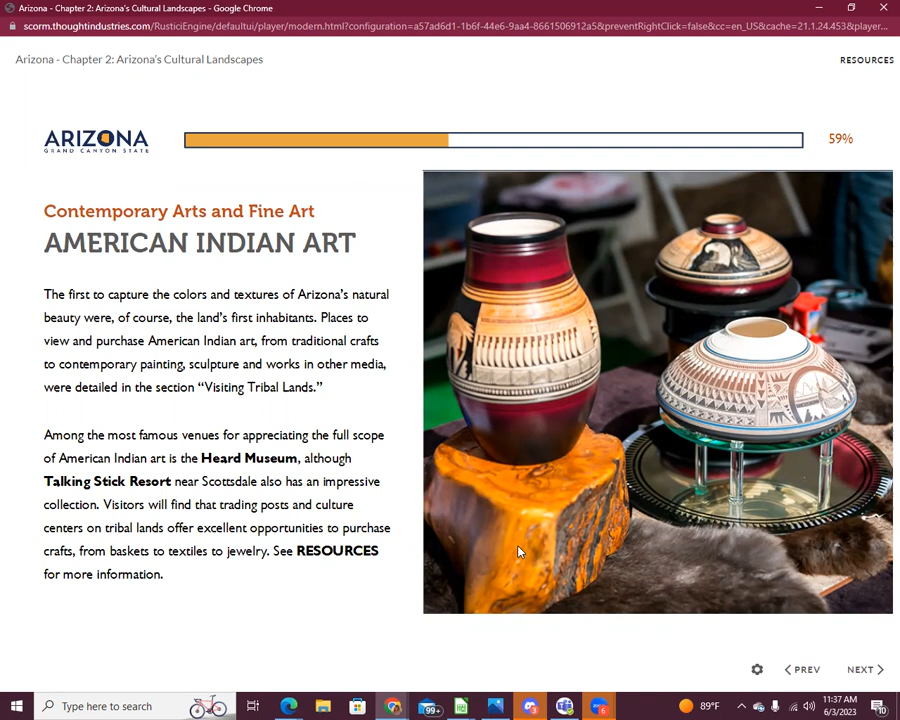 Arizona - Chapter 2: Arizona's Cultural Landscapes - Google Chrome
scorm.thoughtindustries.com/RusticiEngine/defaultui/player/modern.html?configuration=a57ad6d1-1b6f-44e6-9aa4-8661506912a5&preventRightClick=false&cc=en_US&cache=21.1.24.453&player...
Arizona - Chapter 2: Arizona's Cultural Landscapes
RESOURCES
ARIZONA
GRAND CANYON STATE
59%
Contemporary Arts and Fine Art
AMERICAN INDIAN ART
The first to capture the colors and textures of Arizona's natural
beauty were, of course, the land's first inhabitants. Places to
view and purchase American Indian art, from traditional crafts
to contemporary painting, sculpture and works in other media,
were detailed in the section “Visiting Tribal Lands.”
Among the most famous venues for appreciating the full scope
of American Indian art is the Heard Museum, although
Talking Stick Resort near Scottsdale also has an impressive
collection. Visitors will find that trading posts and culture
centers on tribal lands offer excellent opportunities to purchase
crafts, from baskets to textiles to jewelry. See RESOURCES
for more information.
PREV
NEXT
Type here to search
99+
3
6
89°F
11:37 AM
6/3/2023
10